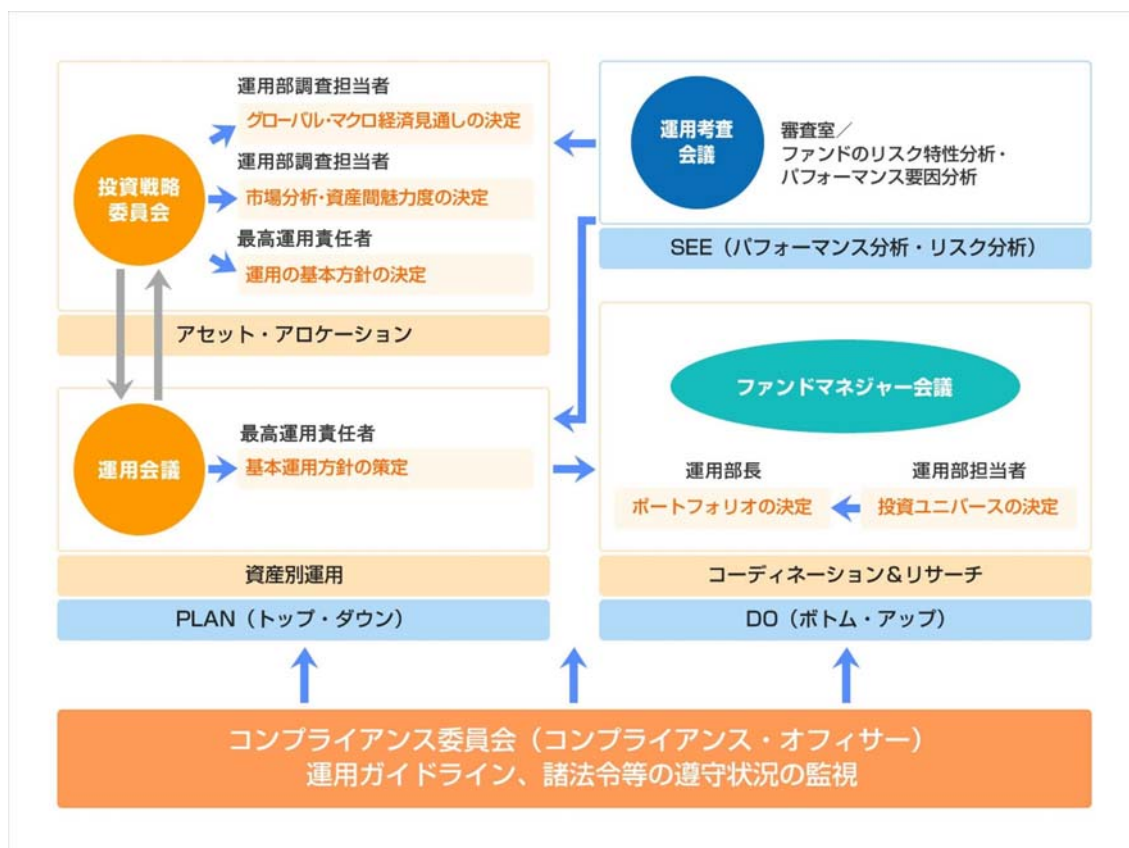 投資戦略
委員会
運用部調査担当者
グローバル・マクロ経済見通しの決定
運用部調査担当者
市場分析・資産間魅力度の決定
最高運用責任者
運用の基本方針の決定
アセット・アロケーション
運用会議
最高運用責任者
基本運用方針の策定
資産別運用
PLAN（トップ・ダウン）
運用考査
会議
審査室／
ファンドのリスク特性分析・
パフォーマンス要因分析
SEE（パフォーマンス分析・リスク分析）
ファンドマネジャー会議
運用部長
ポートフォリオの決定
運用部担当者
投資ユニバースの決定
コーディネーション＆リサーチ
DO（ボトム・アップ）
コンプライアンス委員会（コンプライアンス・オフィサー）
運用ガイドライン、諸法令等の遵守状況の監視